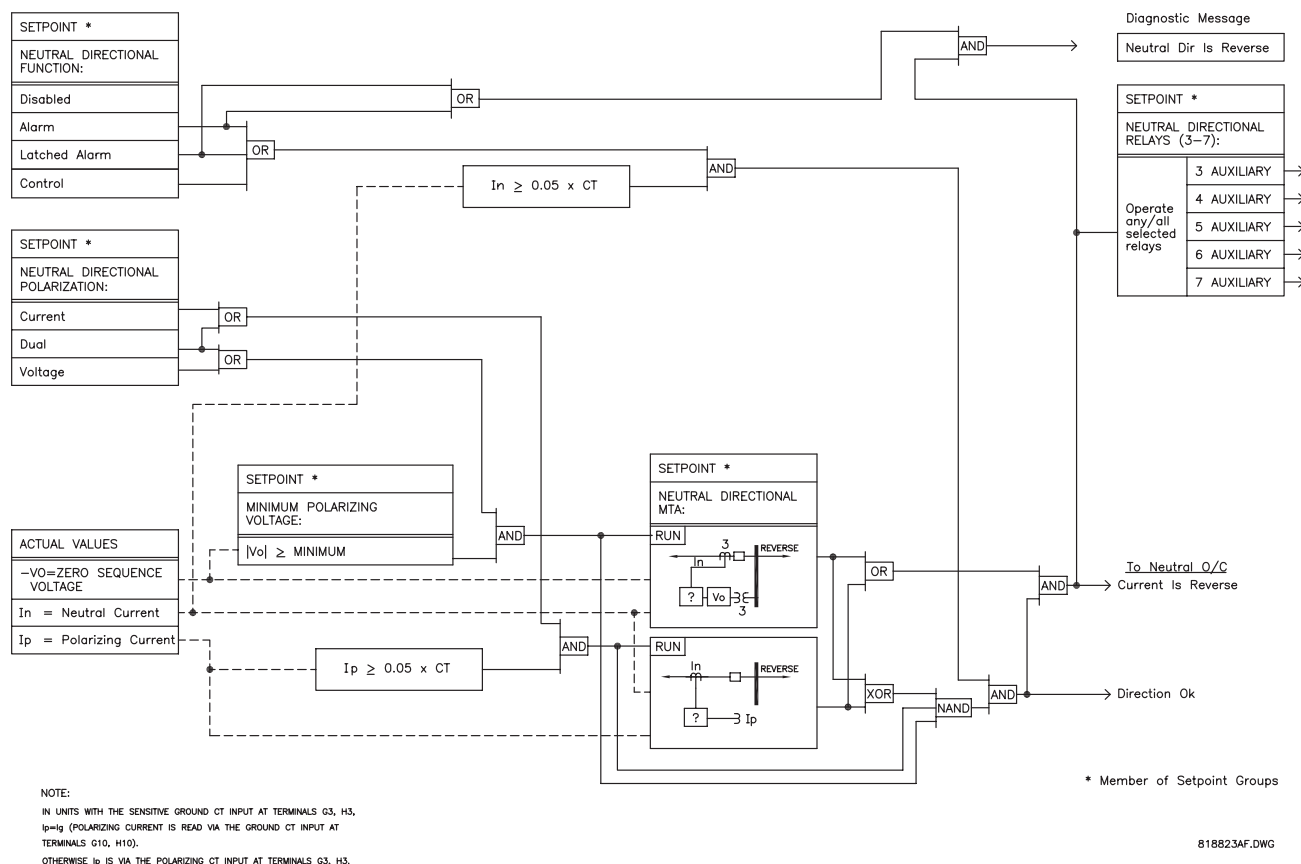 SETPOINT *
NEUTRAL DIRECTIONAL
FUNCTION:
Disabled
Alarm
Latched Alarm
Control
OR
OR
In ≥ 0.05 x CT
AND
AND
Diagnostic Message
Neutral Dir Is Reverse
SETPOINT *
NEUTRAL DIRECTIONAL
RELAYS (3-7):
Operate
any/all
selected
relays
3 AUXILIARY
4 AUXILIARY
5 AUXILIARY
6 AUXILIARY
7 AUXILIARY
SETPOINT *
NEUTRAL DIRECTIONAL
POLARIZATION:
Current
Dual
Voltage
OR
OR
SETPOINT *
MINIMUM POLARIZING
VOLTAGE:
|Vo| ≥ MINIMUM
AND
ACTUAL VALUES
-VO=ZERO SEQUENCE
VOLTAGE
In = Neutral Current
Ip = Polarizing Current
Ip ≥ 0.05 x CT
AND
SETPOINT *
NEUTRAL DIRECTIONAL
MTA:
RUN
3
REVERSE
In
?
Vo
3
RUN
In
REVERSE
?
Ip
OR
XOR
NAND
AND
AND
To Neutral O/C
Current Is Reverse
Direction Ok
* Member of Setpoint Groups
NOTE:
IN UNITS WITH THE SENSITIVE GROUND CT INPUT AT TERMINALS G3, H3,
Ip=Ig (POLARIZING CURRENT IS READ VIA THE GROUND CT INPUT AT
TERMINALS G10, H10).
OTHERWISE Ip IS VIA THE POLARIZING CT INPUT AT TERMINALS G3, H3.
818823AF.DWG